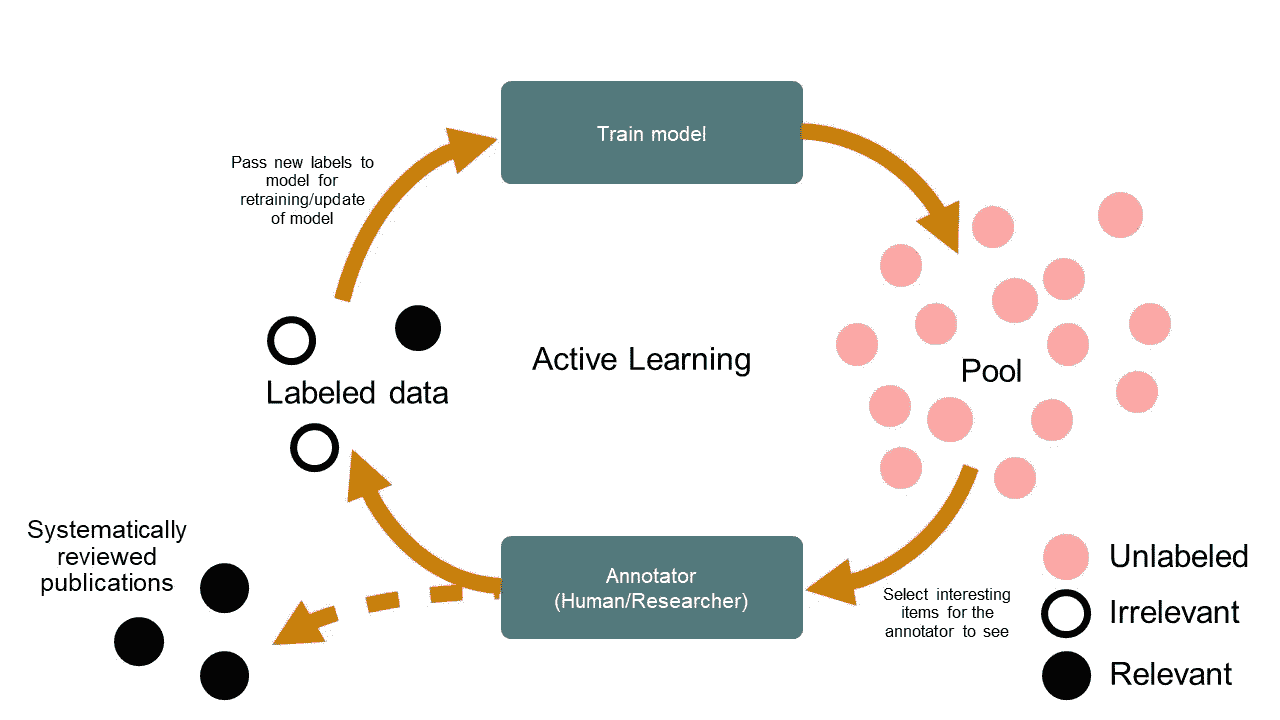 Train model
Pass new labels to
model for
retraining/update
of model
Active Learning
Pool
Labeled data
Systematically
reviewed
publications
Annotator
(Human/Researcher)
Select interesting
items for the
annotator to see
Unlabeled
Irrelevant
Relevant